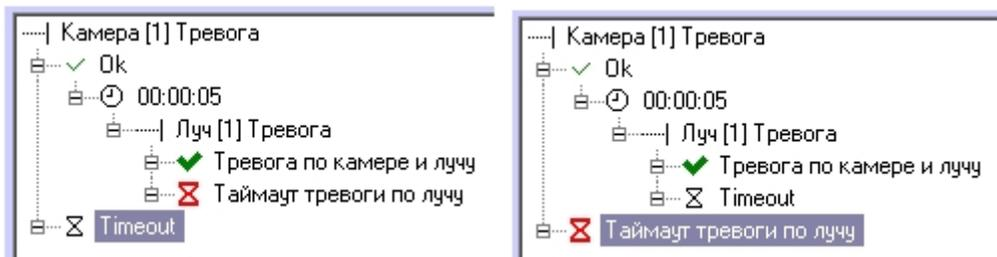 Камера [1] Тревога
Ok
00:00:05
Луч [1] Тревога
Тревога по камере и лучу
Таймаут тревоги по лучу
Timeout
Камера [1] Тревога
Ok
00:00:05
Луч [1] Тревога
Тревога по камере и лучу
Timeout
Таймаут тревоги по лучу